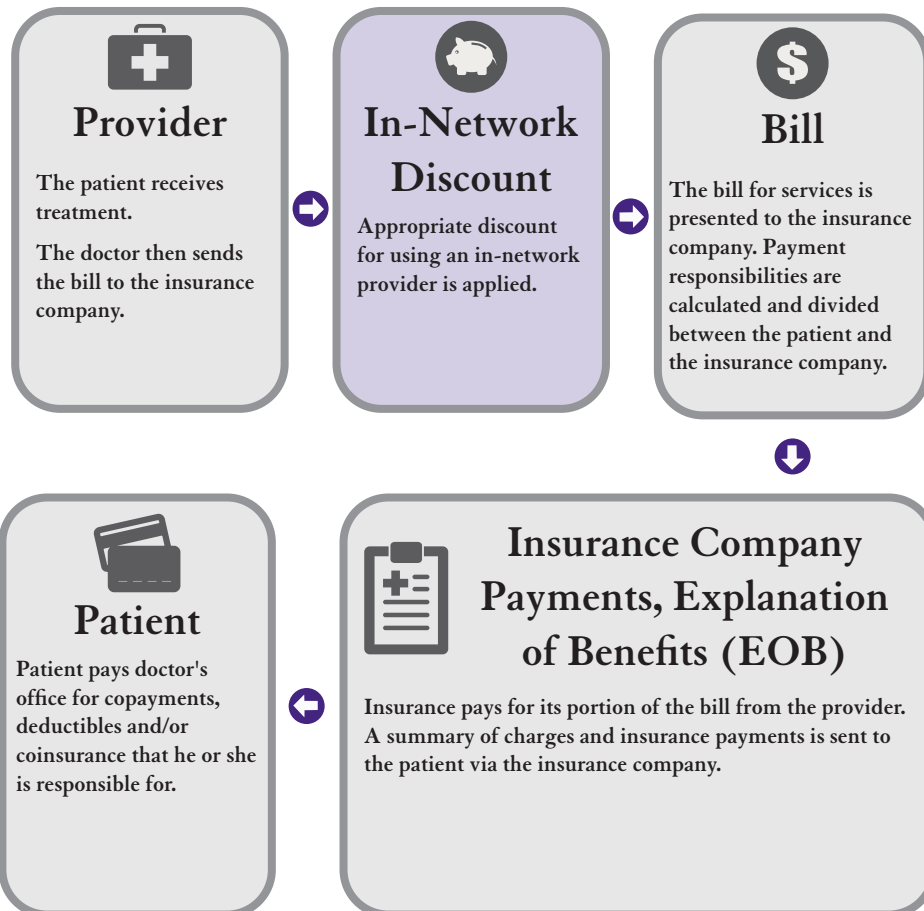 Provider
The patient receives
treatment.
The doctor then sends
the bill to the insurance
company.
In-Network
Discount
Appropriate discount
for using an in-network
provider is applied.
$
Bill
The bill for services is
presented to the insurance
company. Payment
responsibilities are
calculated and divided
between the patient and
the insurance company.
Insurance Company
Payments, Explanation
of Benefits (EOB)
Insurance pays for its portion of the bill from the provider.
A summary of charges and insurance payments is sent to
the patient via the insurance company.
Patient
Patient pays doctor's
office for copayments,
deductibles and/or
coinsurance that he or she
is responsible for.